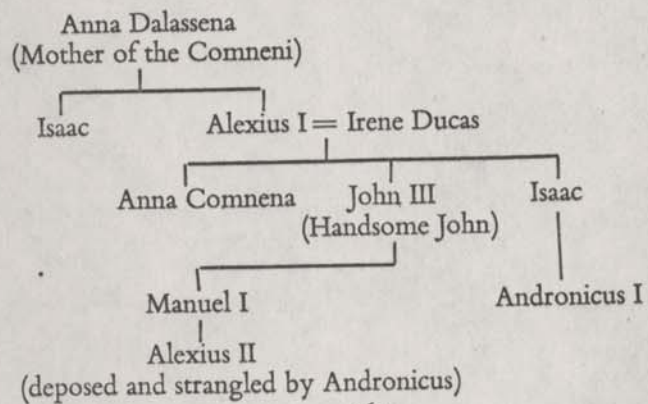 Anna Dalassena
(Mother of the Comneni)
Isaac Alexius I = Irene Ducas
Anna Comnena John III Isaac
(Handsome John)
Manuel I Andronicus I
Alexius II
(deposed and strangled by Andronicus)